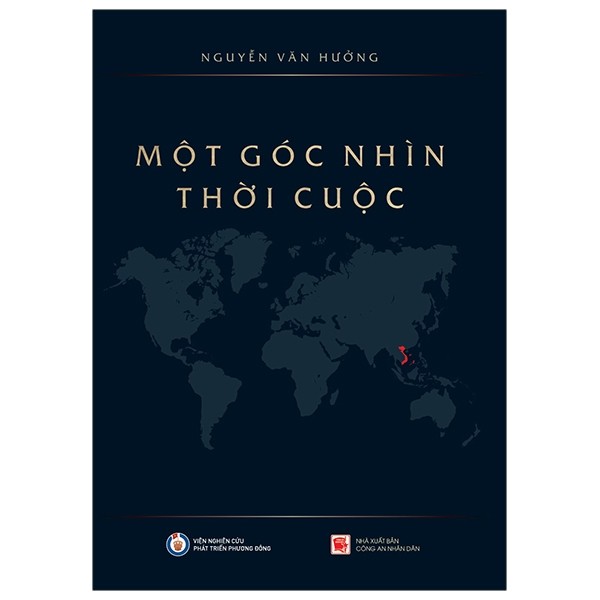 NGUYỄN VĂN HƯỞNG
MỘT GÓC NHÌN
THỜI CUỘC
VIỆN NGHIÊN CỨU
PHÁT TRIỂN PHƯƠNG ĐÔNG
NHÀ XUẤT BẢN
CÔNG AN NHÂN DÂN